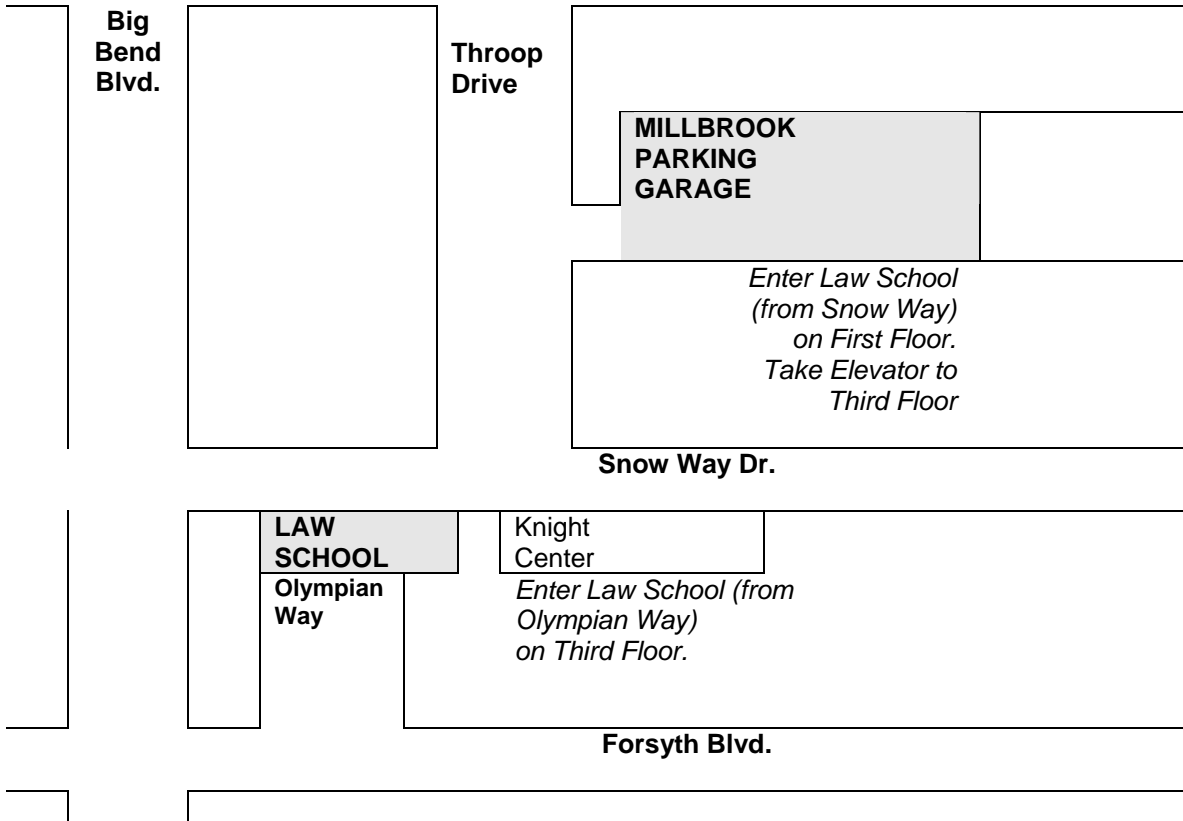 Big
Bend
Blvd.
Throop
Drive
MILLBROOK
PARKING
GARAGE
Enter Law School
(from Snow Way)
on First Floor.
Take Elevator to
Third Floor
Snow Way Dr.
LAW
SCHOOL
Knight
Center
Olympian
Way
Enter Law School (from
Olympian Way)
on Third Floor.
Forsyth Blvd.